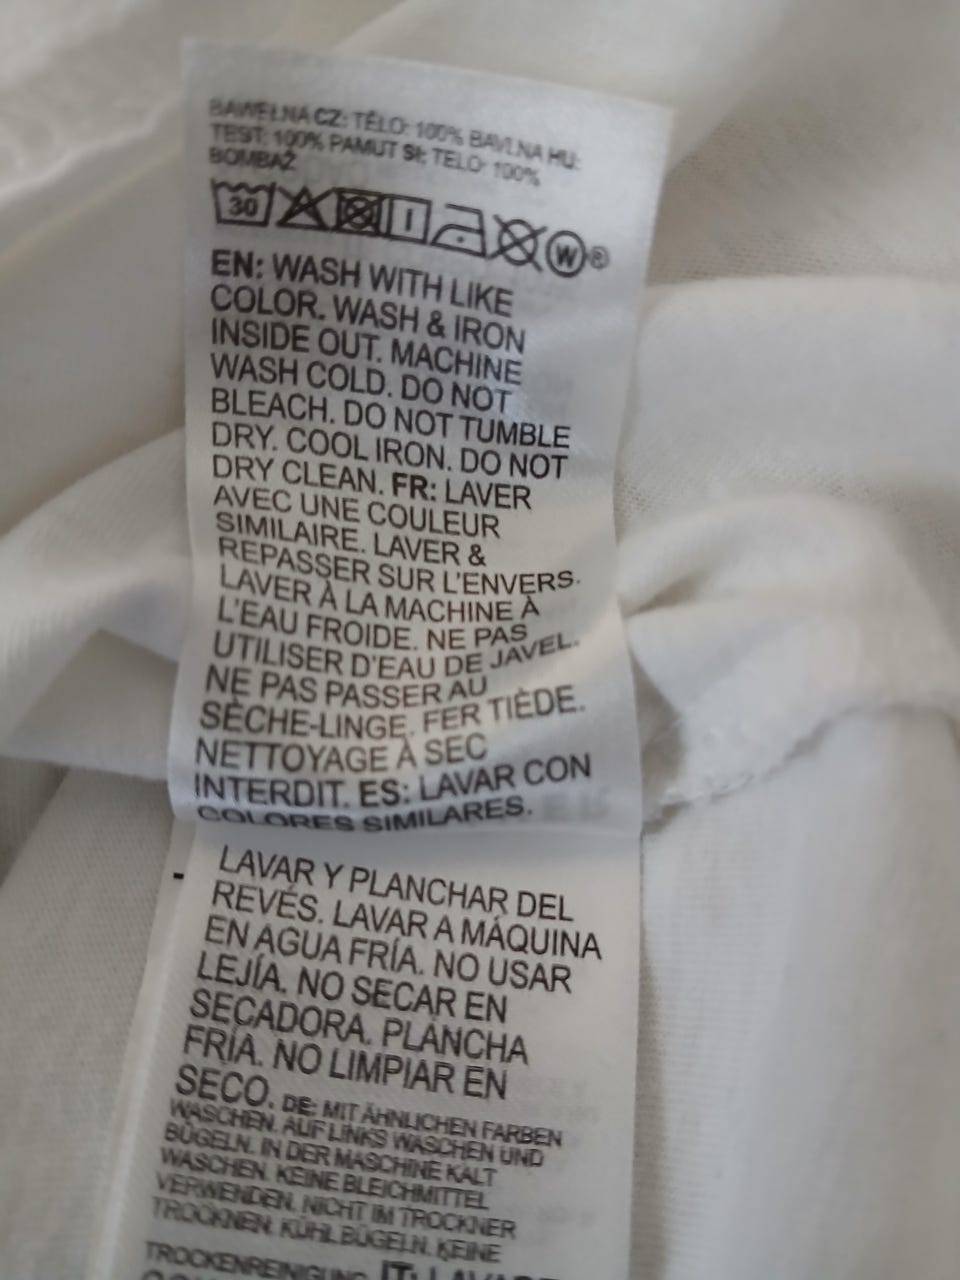 BAWEŁNA CZ: TĚLO: 100% BAVLNA HU:
TEST: 100% PAMUT SI: TELO: 100%
BOMBAŽ
30 W®
EN: WASH WITH LIKE
COLOR. WASH & IRON
INSIDE OUT. MACHINE
WASH COLD. DO NOT
BLEACH. DO NOT TUMBLE
DRY. COOL IRON. DO NOT
DRY CLEAN. FR: LAVER
AVEC UNE COULEUR
SIMILAIRE. LAVER &
REPASSER SUR L'ENVERS.
LAVER À LA MACHINE À
L'EAU FROIDE. NE PAS
UTILISER D'EAU DE JAVEL.
NE PAS PASSER AU
SÈCHE-LINGE. FER TIÈDE.
NETTOYAGE À SEC
INTERDIT. ES: LAVAR CON
COLORES SIMILARES.
LAVAR Y PLANCHAR DEL
REVÉS. LAVAR A MÁQUINA
EN AGUA FRÍA. NO USAR
LEJÍA. NO SECAR EN
SECADORA. PLANCHA
FRÍA. NO LIMPIAR EN
SECO. DE: MIT ÄHNLICHEN FARBEN
WASCHEN. AUF LINKS WASCHEN UND
BÜGELN. IN DER MASCHINE KALT
WASCHEN. KEINE BLEICHMITTEL
VERWENDEN. NICHT IM TROCKNER
TROCKNEN. KÜHL BÜGELN. KEINE
TROCKENREINIGUNG. IT: